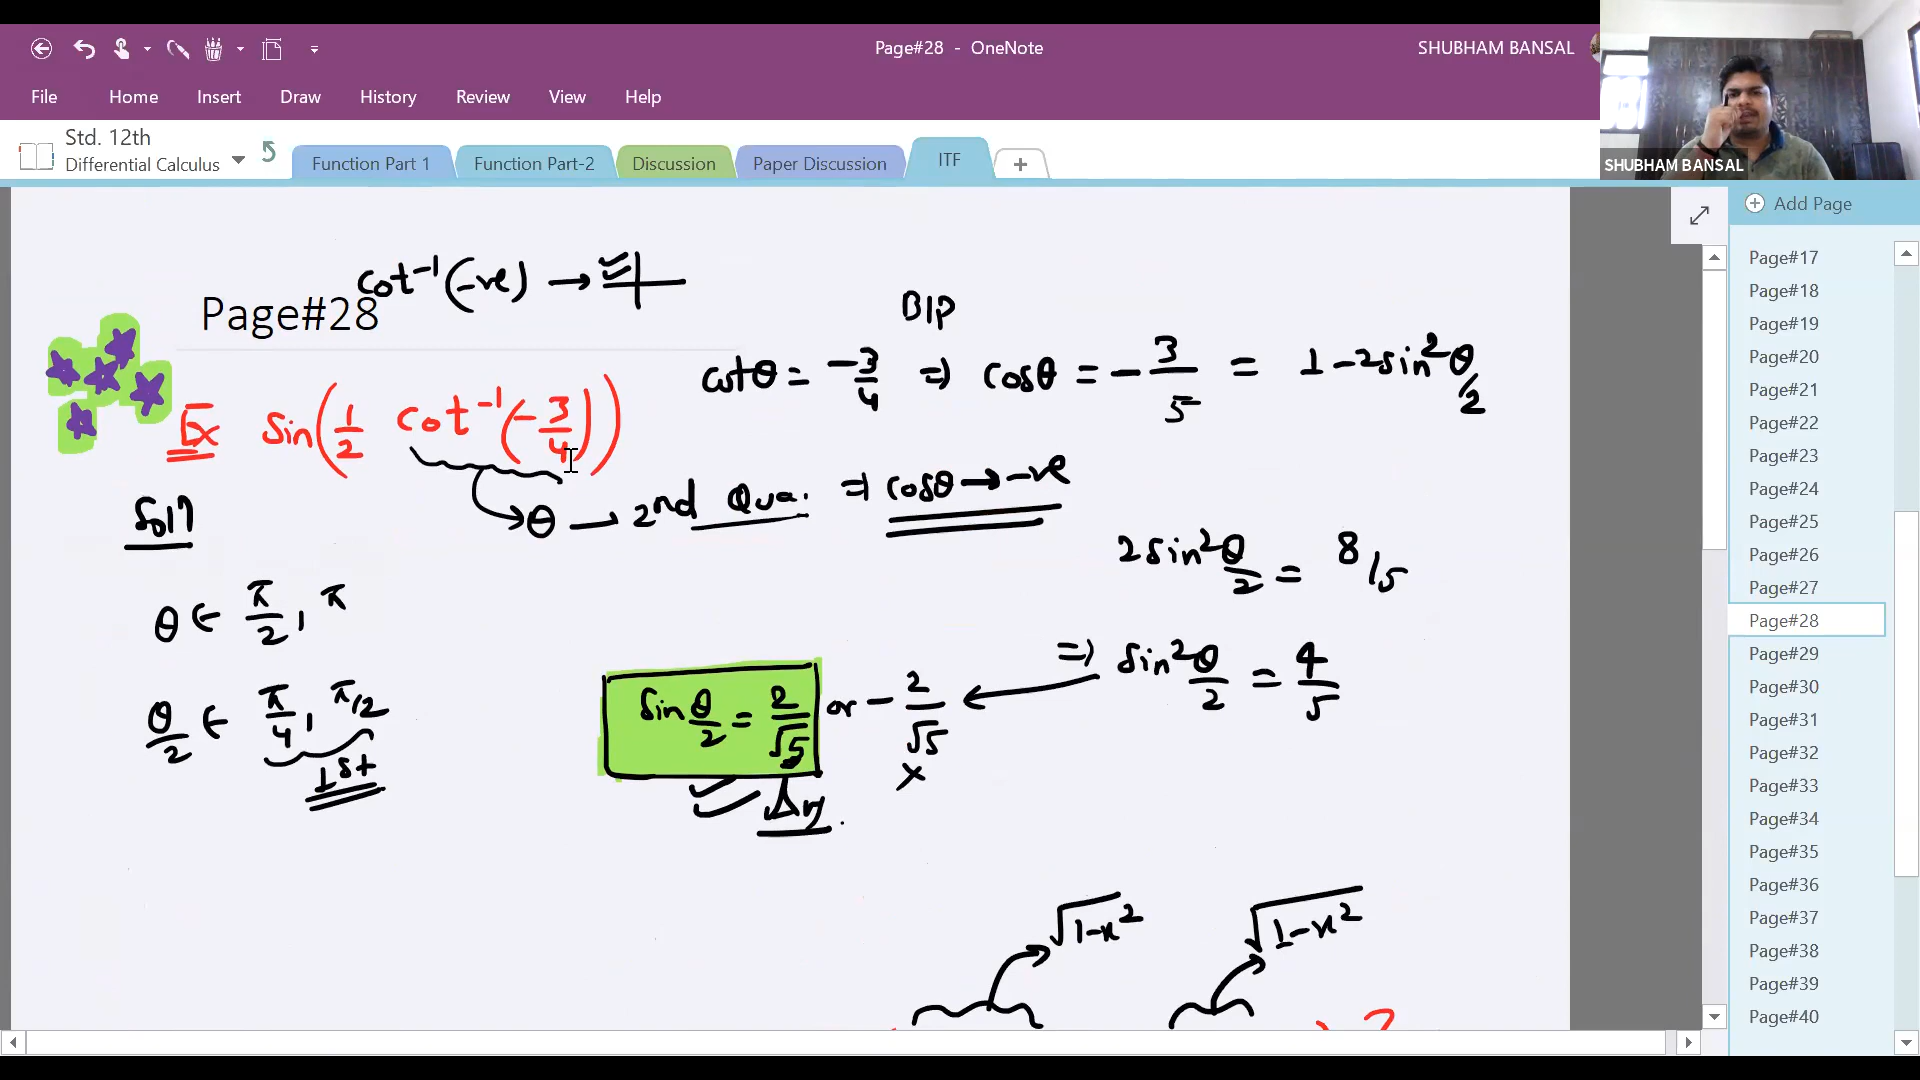 Page#28 - OneNote
SHUBHAM BANSAL
File Home Insert Draw History Review View Help
SHUBHAM BANSAL
Std. 12th
Differential Calculus
Function Part 1 Function Part-2 Discussion Paper Discussion ITF +
Add Page
Page#17
Page#18
Page#19
Page#20
Page#21
Page#22
Page#23
Page#24
Page#25
Page#26
Page#27
Page#28
Page#29
Page#30
Page#31
Page#32
Page#33
Page#34
Page#35
Page#36
Page#37
Page#38
Page#39
Page#40
cot⁻¹(-ve) →
Page#28
BIP
cotθ = -3/4 ⇒ cosθ = -3/5 = 1-2sin²θ/2
Ex sin(1/2 cot⁻¹(-3/4))
θ → 2nd Qua. ⇒ cosθ → -ve
Solⁿ
2sin²θ/2 = 8/5
θ ∈ π/2, π
⇒ sin²θ/2 = 4/5
sinθ/2 = 2/√5 or -2/√5
x
θ/2 ∈ π/4, π/2
1st
Ans.
√1-x² √1-x²